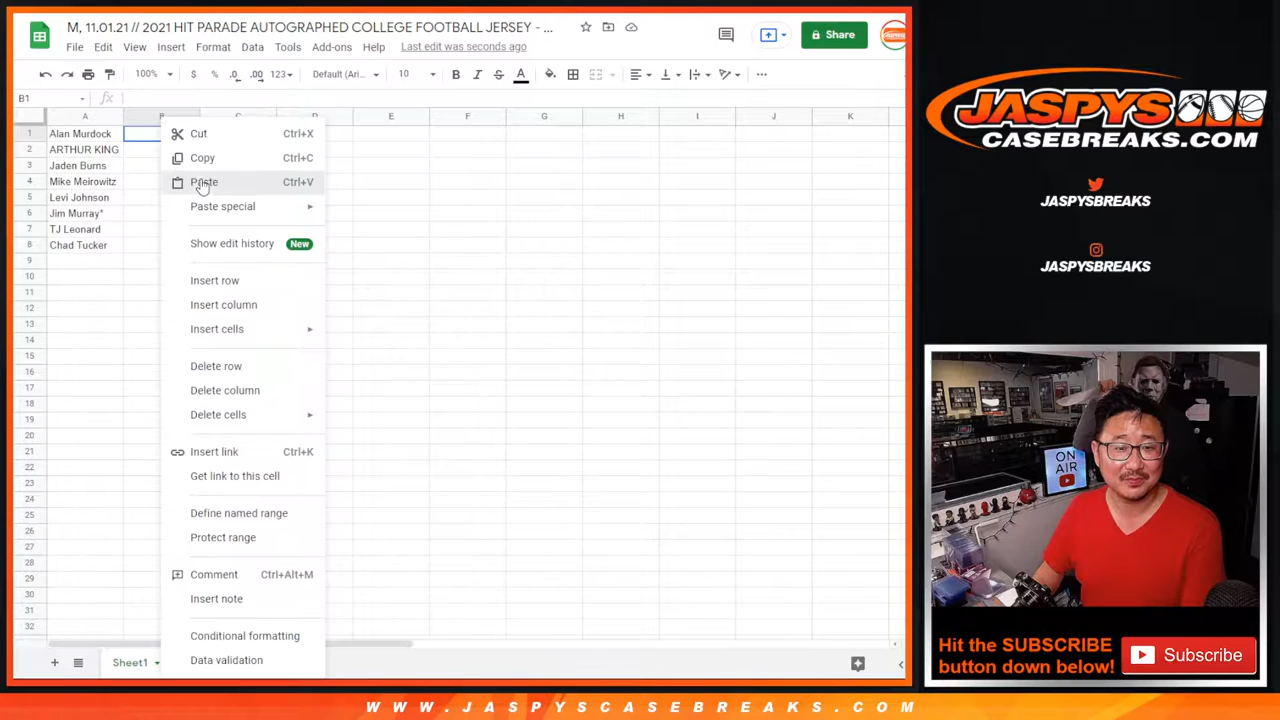 M, 11.01.21 // 2021 HIT PARADE AUTOGRAPHED COLLEGE FOOTBALL JERSEY - ...
Share
File Edit View Insert Format Data Tools Add-ons Help Last edit was seconds ago
100% $ % .0 .00 123 Default (Ari... 10 B I S A
B1 fx
A B C D E F G H I J K
1 Alan Murdock
2 ARTHUR KING
3 Jaden Burns
4 Mike Meirowitz
5 Levi Johnson
6 Jim Murray*
7 TJ Leonard
8 Chad Tucker
9
10
11
12
13
14
15
16
17
18
19
20
21
22
23
24
25
26
27
28
29
30
31
32
Cut Ctrl+X
Copy Ctrl+C
Paste Ctrl+V
Paste special
Show edit history New
Insert row
Insert column
Insert cells
Delete row
Delete column
Delete cells
Insert link Ctrl+K
Get link to this cell
Define named range
Protect range
Comment Ctrl+Alt+M
Insert note
Conditional formatting
Data validation
Sheet1
JASPYS
CASEBREAKS.COM
JASPYSBREAKS
JASPYSBREAKS
ON
AIR
Hit the SUBSCRIBE
button down below!
Subscribe
WWW.JASPYSCASEBREAKS.COM